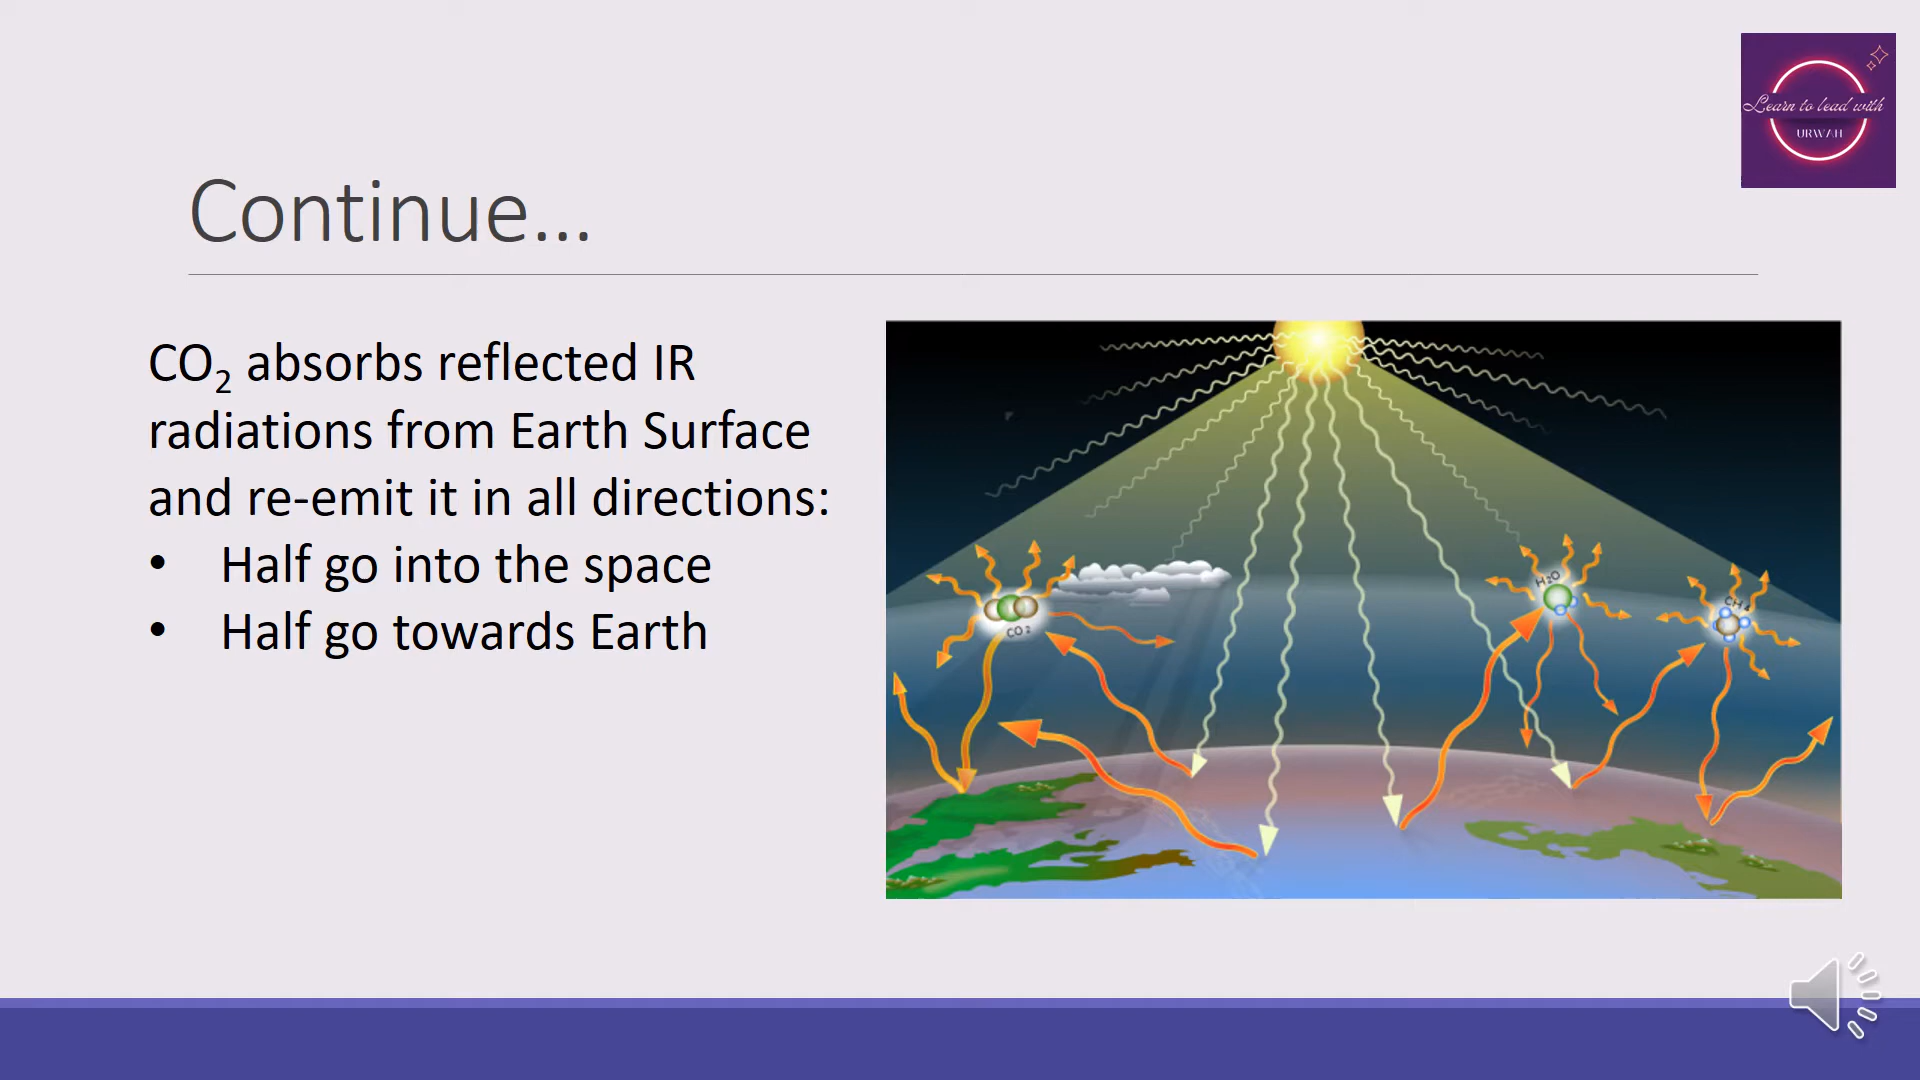 Learn to lead with
URWAH
Continue...
CO₂ absorbs reflected IR
radiations from Earth Surface
and re-emit it in all directions:
• Half go into the space
• Half go towards Earth
CO2
H2O
CH4